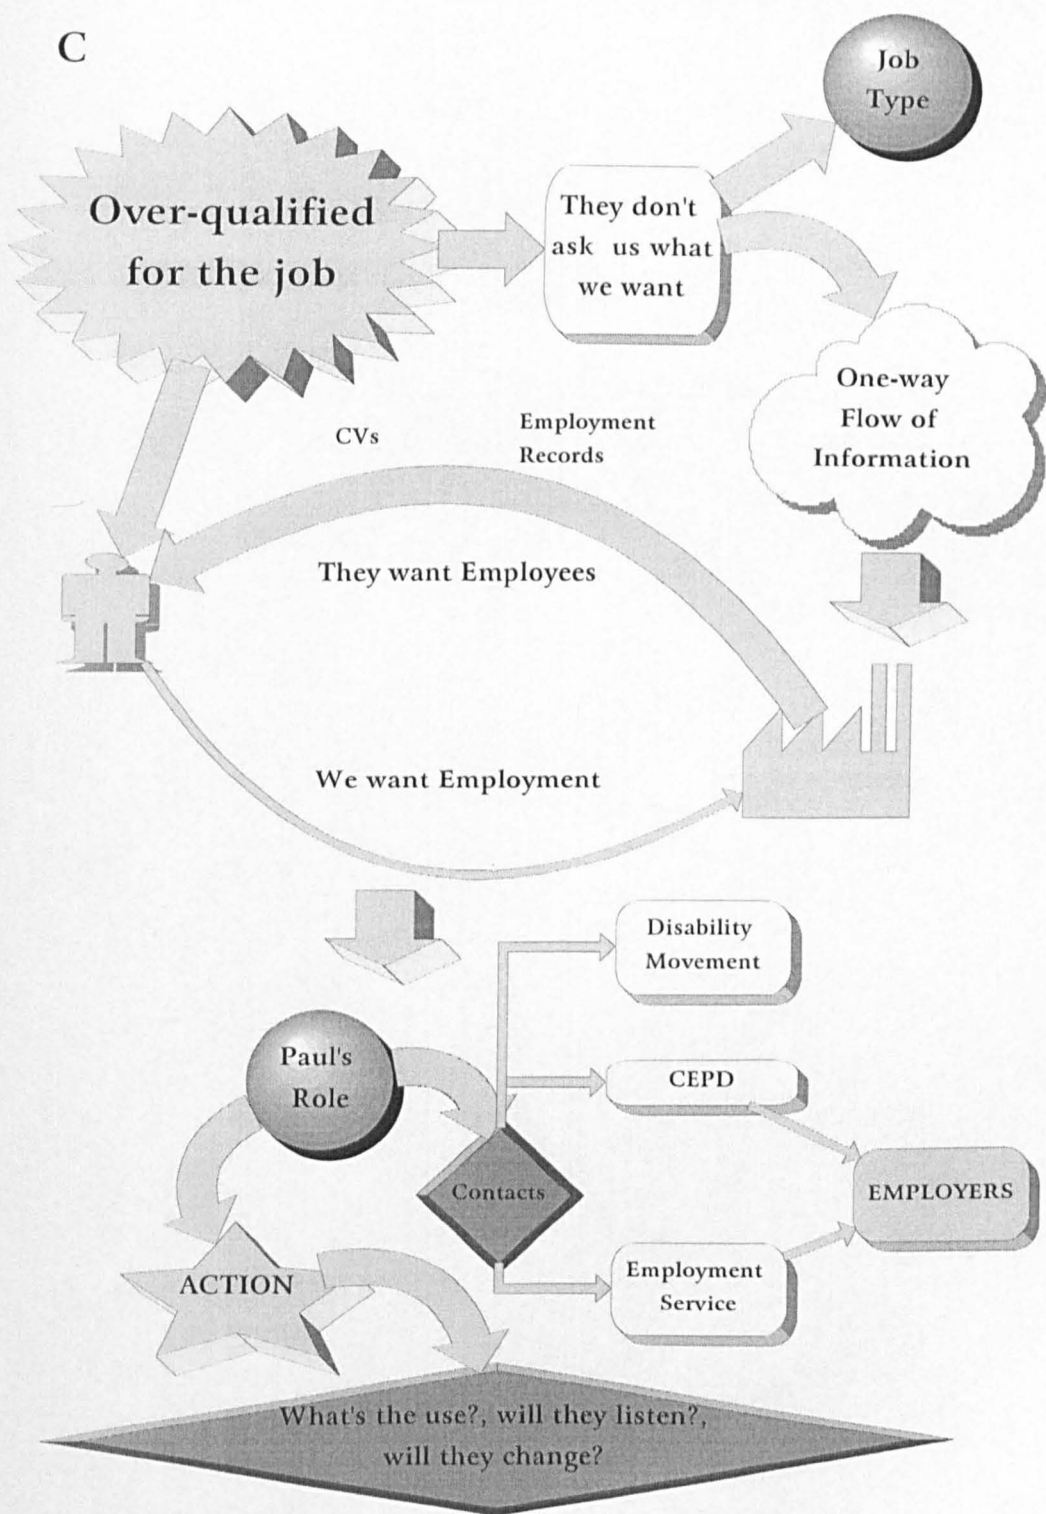 C
Job
Type
Over-qualified
for the job
They don't
ask us what
we want
One-way
Flow of
Information
CVs
Employment
Records
They want Employees
We want Employment
Disability
Movement
Paul's
Role
CEPD
Contacts
EMPLOYERS
ACTION
Employment
Service
What's the use?, will they listen?,
will they change?